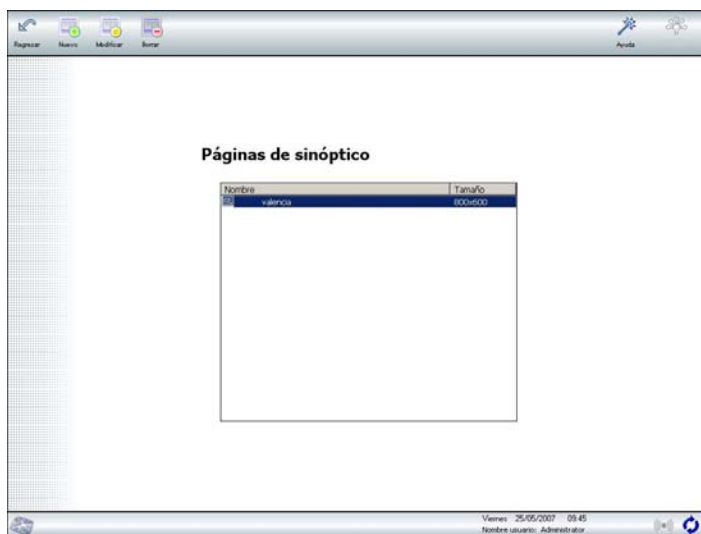 Regresar Nuevo Modificar Borrar Ayuda
Páginas de sinóptico
Nombre Tamaño
valencia 800x600
Viernes 25/05/2007 09:45
Nombre usuario: Administrator